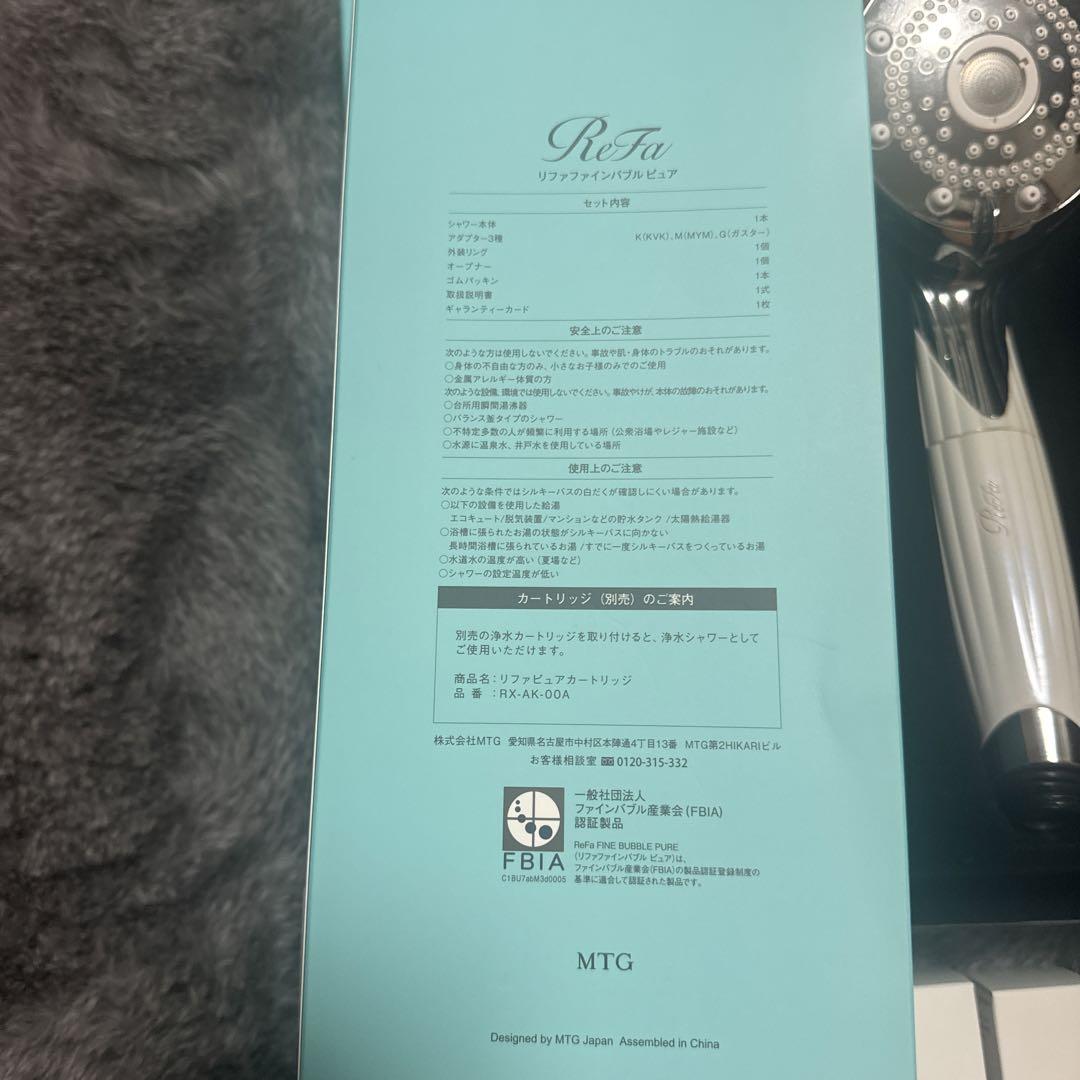 ReFa
リファファインバブル ピュア
セット内容
シャワー本体 1本
アダプター3種 K(KVK)、M(MYM)、G(ガスター)
外装リング 1個
オープナー 1個
ゴムパッキン 1本
取扱説明書 1式
ギャランティーカード 1枚
安全上のご注意
次のような方は使用しないでください。事故や肌・身体のトラブルのおそれがあります。
○身体の不自由な方のみ、小さなお子様のみでのご使用
○金属アレルギー体質の方
次のような設備、環境では使用しないでください。事故やけが、本体の故障のおそれがあります。
○台所用瞬間湯沸器
○バランス釜タイプのシャワー
○不特定多数の人が頻繁に利用する場所（公衆浴場やレジャー施設など）
○水源に温泉水、井戸水を使用している場所
使用上のご注意
次のような条件ではシルキーバスの白だくが確認しにくい場合があります。
○以下の設備を使用した給湯
エコキュート/脱気装置/マンションなどの貯水タンク /太陽熱給湯器
○浴槽に張られたお湯の状態がシルキーバスに向かない
長時間浴槽に張られているお湯 /すでに一度シルキーバスをつくっているお湯
○水道水の温度が高い（夏場など）
○シャワーの設定温度が低い
カートリッジ（別売）のご案内
別売の浄水カートリッジを取り付けると、浄水シャワーとして
ご使用いただけます。
商品名：リファピュアカートリッジ
品 番 ：RX-AK-00A
株式会社MTG 愛知県名古屋市中村区本陣通4丁目13番 MTG第2HIKARIビル
お客様相談室 0120-315-332
一般社団法人
ファインバブル産業会(FBIA)
認証製品
FBIA
C1BU7abM3d0005
ReFa FINE BUBBLE PURE
（リファファインバブル ピュア）は、
ファインバブル産業会(FBIA)の製品認証登録制度の
基準に適合して認証された製品です。
MTG
Designed by MTG Japan Assembled in China
ReFa